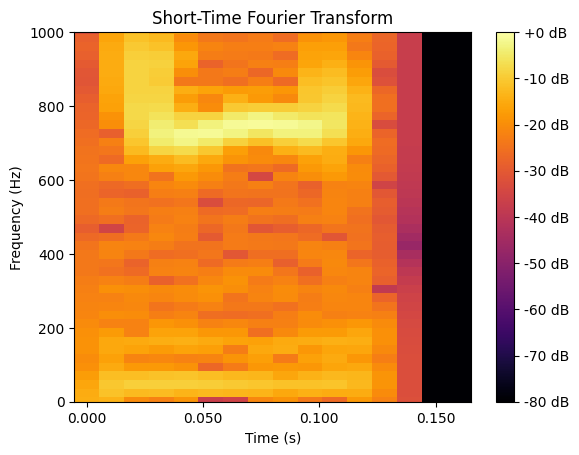 Short-Time Fourier Transform
1000
800
600
400
200
0
Frequency (Hz)
0.000
0.050
0.100
0.150
Time (s)
+0 dB
-10 dB
-20 dB
-30 dB
-40 dB
-50 dB
-60 dB
-70 dB
-80 dB